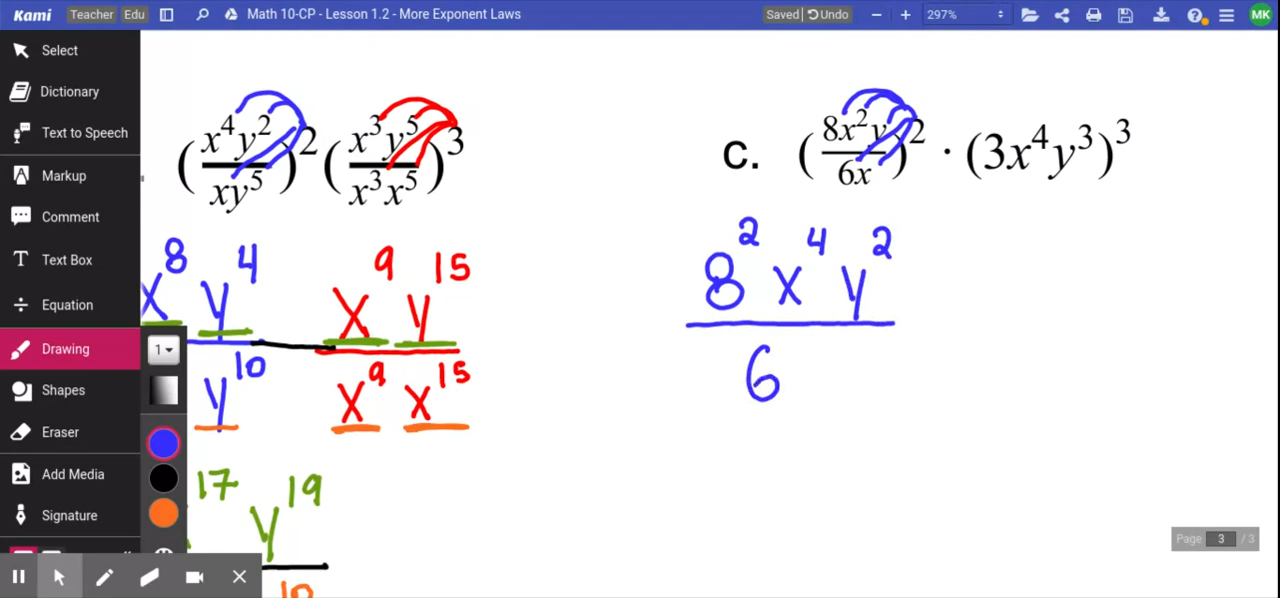 Kami Teacher Edu Math 10-CP - Lesson 1.2 - More Exponent Laws Saved Undo 297% MK
Select
Dictionary
Text to Speech
Markup
Comment
Text Box
Equation
Drawing
Shapes
Eraser
Add Media
Signature
1
(x⁴y²/xy⁵)² (x³y⁵/x³x⁵)³
x⁸ y⁴ / y¹⁰ x⁹ y¹⁵ / x⁹ x¹⁵
17 y¹⁹
10
c. (8x²y/6x)² · (3x⁴y³)³
8² x⁴ y² / 6
Page 3 / 3